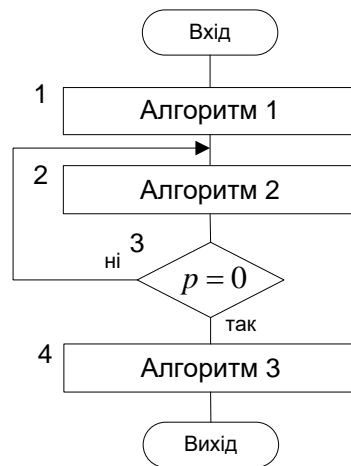 Вхід
1
Алгоритм 1
2
Алгоритм 2
3
ні
p = 0
так
4
Алгоритм 3
Вихід